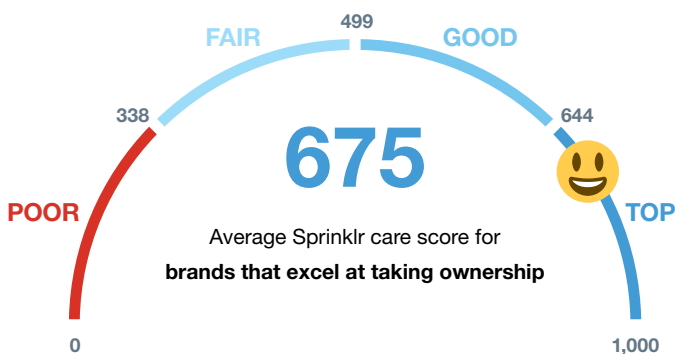 499
FAIR
GOOD
338
644
675
POOR
TOP
Average Sprinklr care score for
brands that excel at taking ownership
0
1,000